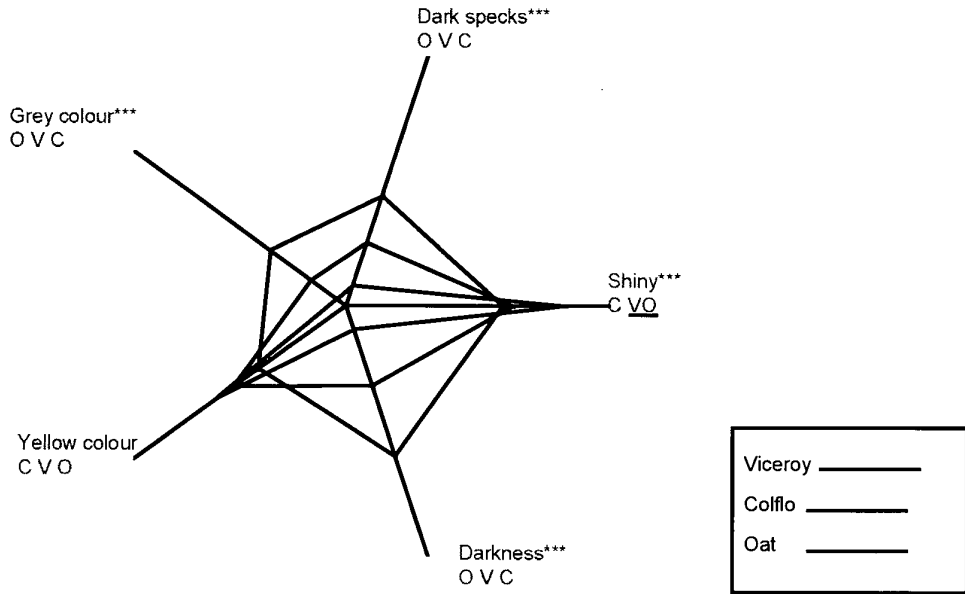 Dark specks***
O V C
Grey colour***
O V C
Shiny***
C VO
Yellow colour
C V O
Darkness***
O V C
Viceroy
Colflo
Oat